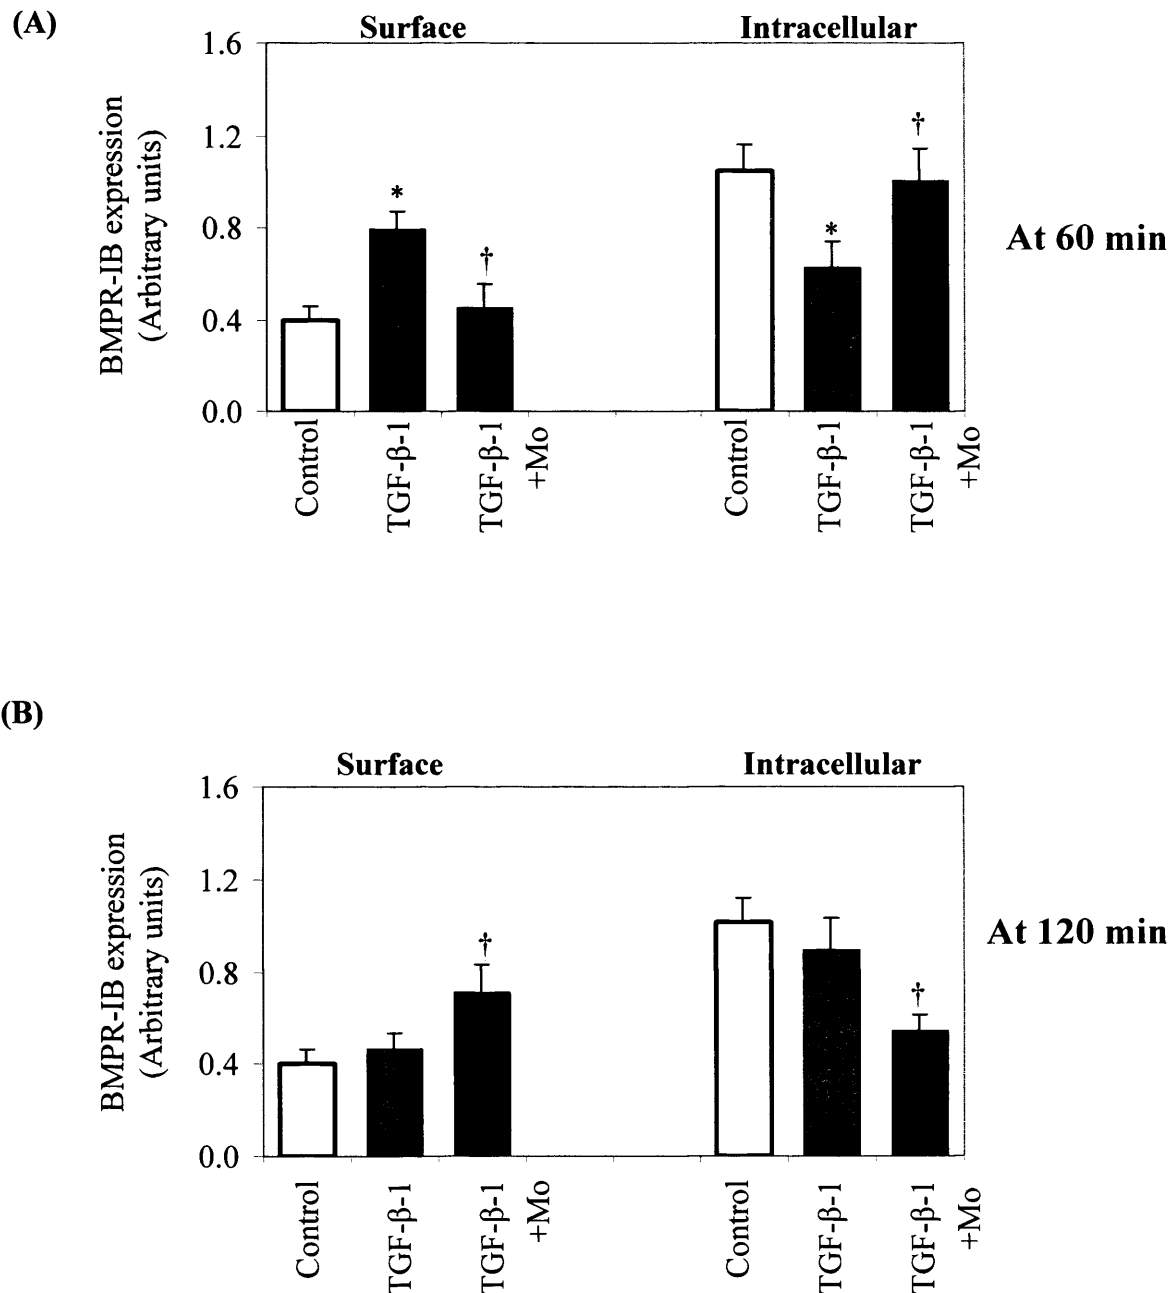 (A)
Surface
Intracellular
1.6
1.2
0.8
0.4
0.0
BMPR-IB expression
(Arbitrary units)
*
†
*
†
At 60 min
Control
TGF-β-1
TGF-β-1
+Mo
Control
TGF-β-1
TGF-β-1
+Mo
(B)
Surface
Intracellular
1.6
1.2
0.8
0.4
0.0
BMPR-IB expression
(Arbitrary units)
†
†
At 120 min
Control
TGF-β-1
TGF-β-1
+Mo
Control
TGF-β-1
TGF-β-1
+Mo